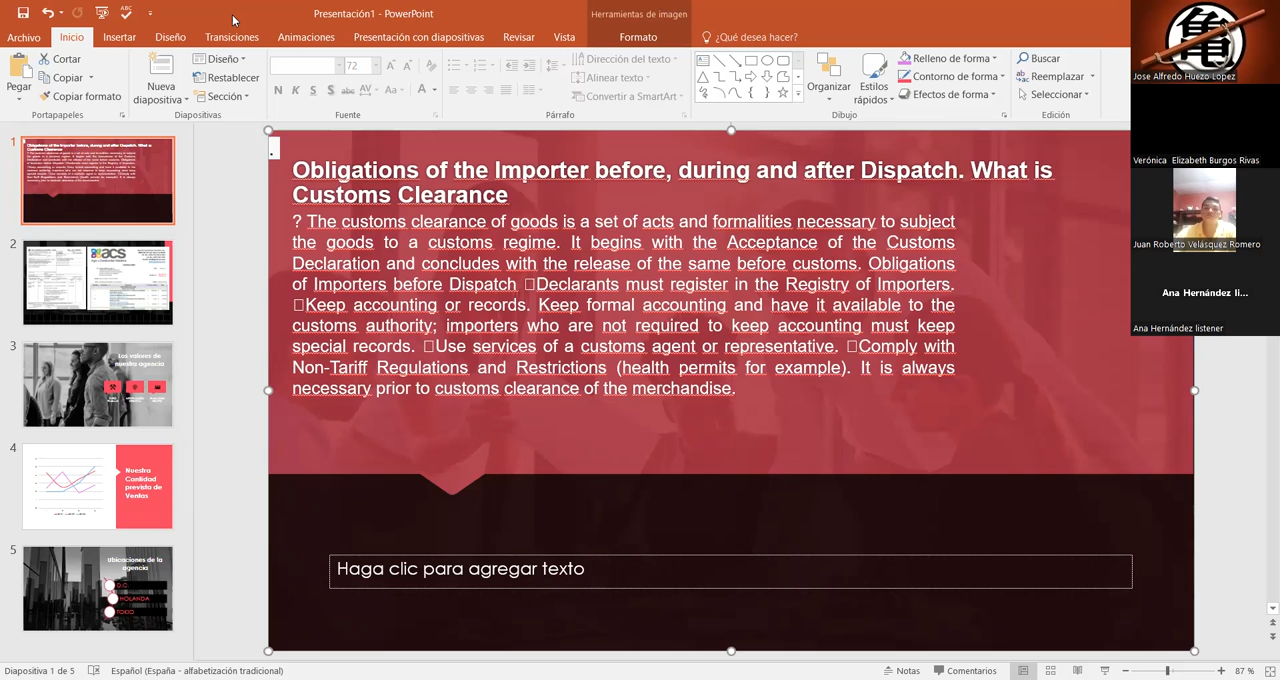 Presentación1 - PowerPoint
Herramientas de imagen
Archivo
Inicio
Insertar
Diseño
Transiciones
Animaciones
Presentación con diapositivas
Revisar
Vista
Formato
¿Qué desea hacer?
Pegar
Cortar
Copiar
Copiar formato
Portapapeles
Nueva
diapositiva
Diseño
Restablecer
Sección
Diapositivas
72
N K S S abc AV Aa A
Fuente
Dirección del texto
Alinear texto
Convertir a SmartArt
Párrafo
Organizar
Estilos
rápidos
Relleno de forma
Contorno de forma
Efectos de forma
Dibujo
Buscar
Reemplazar
Seleccionar
Edición
Jose Alfredo Huezo Lopez
Verónica Elizabeth Burgos Rivas
Juan Roberto Velásquez Romero
Ana Hernández li...
Ana Hernández listener
1
2
acs
3
Los valores de
nuestra agencia
4
Nuestra
Cantidad
prevista de
Ventas
5
Ubicaciones de la
agencia
HOLANDA
TOKIO
Obligations of the Importer before, during and after Dispatch. What is
Customs Clearance
? The customs clearance of goods is a set of acts and formalities necessary to subject
the goods to a customs regime. It begins with the Acceptance of the Customs
Declaration and concludes with the release of the same before customs. Obligations
of Importers before Dispatch □Declarants must register in the Registry of Importers.
□Keep accounting or records. Keep formal accounting and have it available to the
customs authority; importers who are not required to keep accounting must keep
special records. □Use services of a customs agent or representative. □Comply with
Non-Tariff Regulations and Restrictions (health permits for example). It is always
necessary prior to customs clearance of the merchandise.
Haga clic para agregar texto
Diapositiva 1 de 5
Español (España - alfabetización tradicional)
Notas
Comentarios
87 %